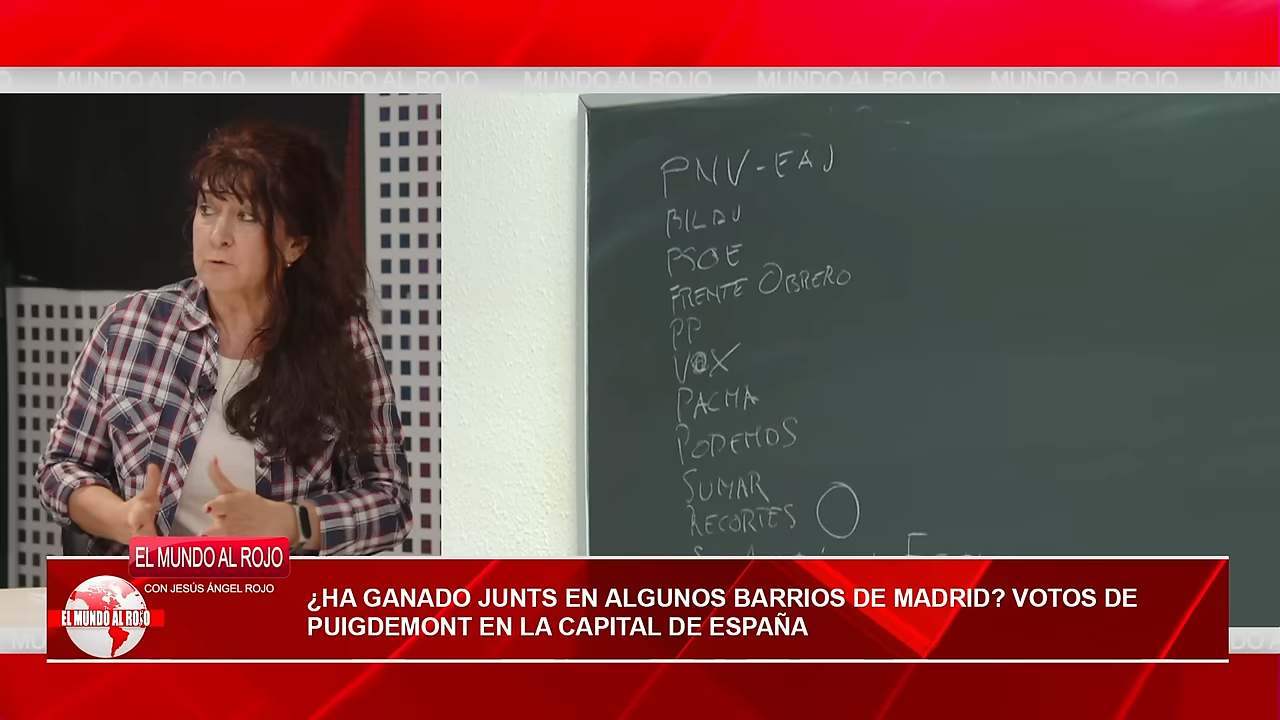 MUNDO AL ROJO MUNDO AL ROJO MUNDO AL ROJO MUNDO AL ROJO MUNDO AL ROJO
PNV-EAJ
BILDU
PSOE
FRENTE OBRERO
PP
VOX
PACMA
PODEMOS
SUMAR
RECORTES 0
EL MUNDO AL ROJO
CON JESÚS ÁNGEL ROJO
EL MUNDO AL ROJO
¿HA GANADO JUNTS EN ALGUNOS BARRIOS DE MADRID? VOTOS DE
PUIGDEMONT EN LA CAPITAL DE ESPAÑA